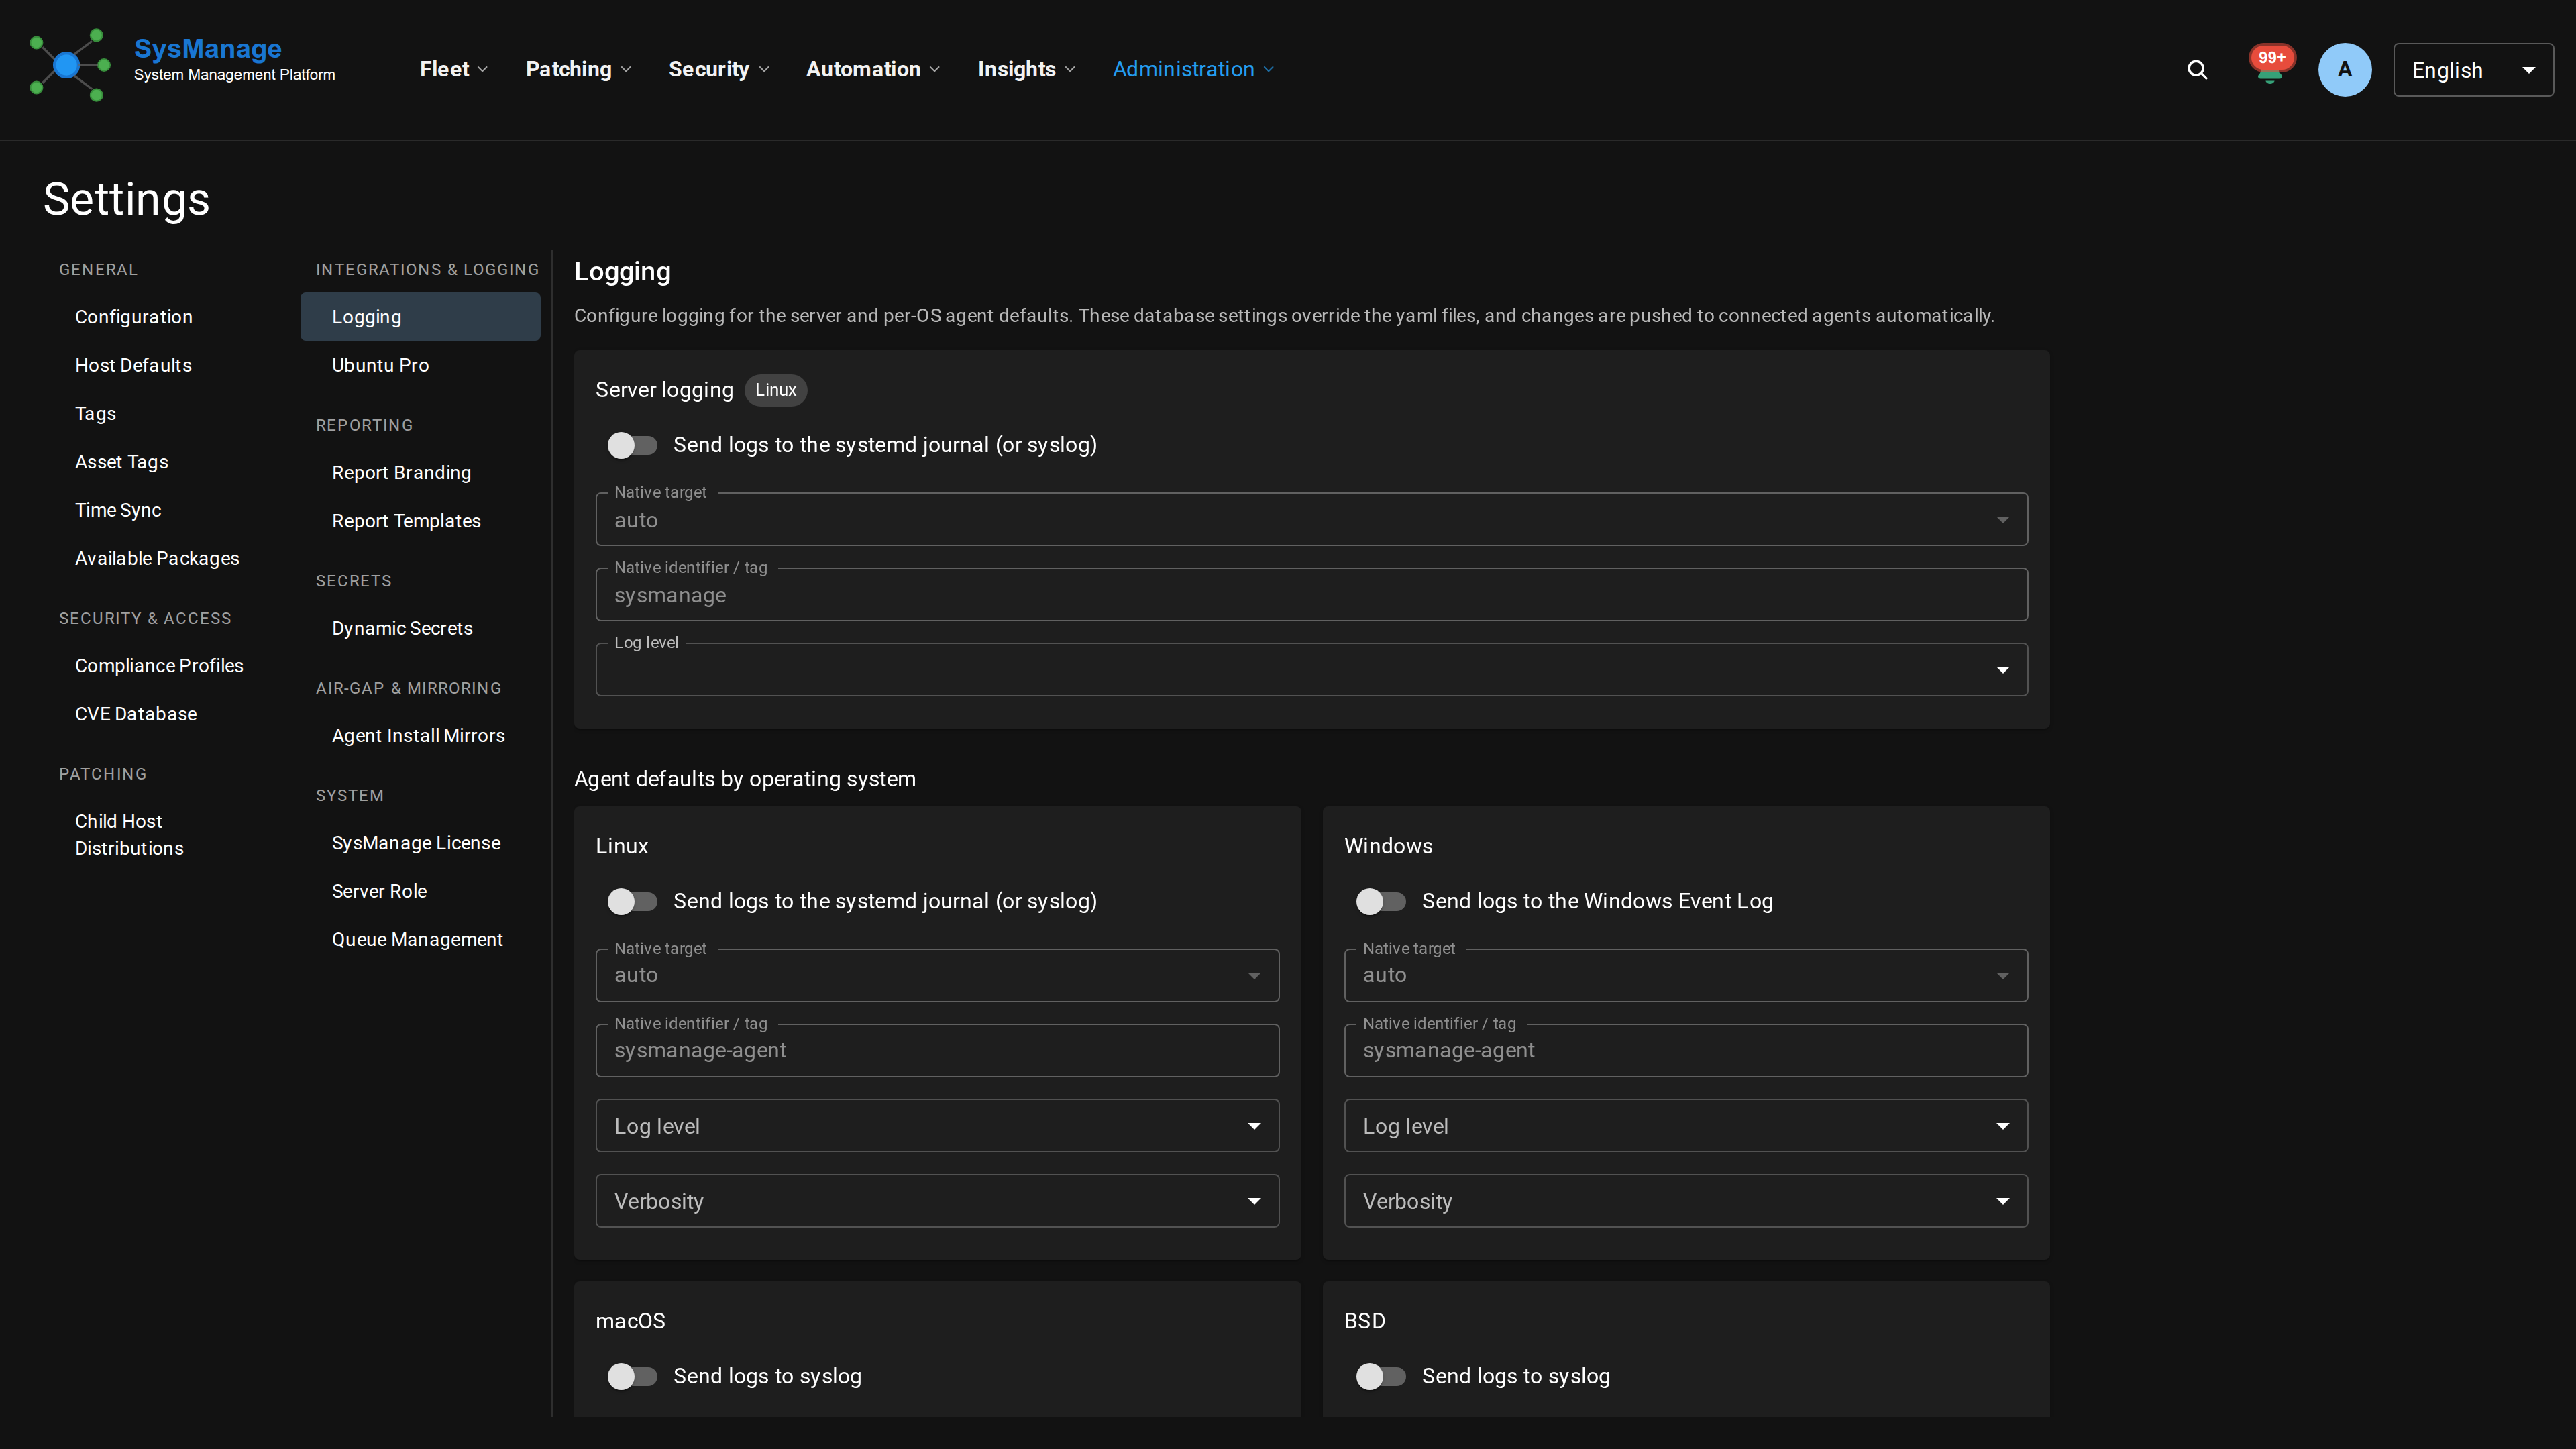 SysManage
System Management Platform
Fleet
Patching
Security
Automation
Insights
Administration
99+
A
English
Settings
GENERAL
Configuration
Host Defaults
Tags
Asset Tags
Time Sync
Available Packages
SECURITY & ACCESS
Compliance Profiles
CVE Database
PATCHING
Child Host
Distributions
INTEGRATIONS & LOGGING
Logging
Ubuntu Pro
REPORTING
Report Branding
Report Templates
SECRETS
Dynamic Secrets
AIR-GAP & MIRRORING
Agent Install Mirrors
SYSTEM
SysManage License
Server Role
Queue Management
Logging
Configure logging for the server and per-OS agent defaults. These database settings override the yaml files, and changes are pushed to connected agents automatically.
Server logging
Linux
Send logs to the systemd journal (or syslog)
Native target
auto
Native identifier / tag
sysmanage
Log level
Agent defaults by operating system
Linux
Send logs to the systemd journal (or syslog)
Native target
auto
Native identifier / tag
sysmanage-agent
Log level
Verbosity
Windows
Send logs to the Windows Event Log
Native target
auto
Native identifier / tag
sysmanage-agent
Log level
Verbosity
macOS
Send logs to syslog
BSD
Send logs to syslog